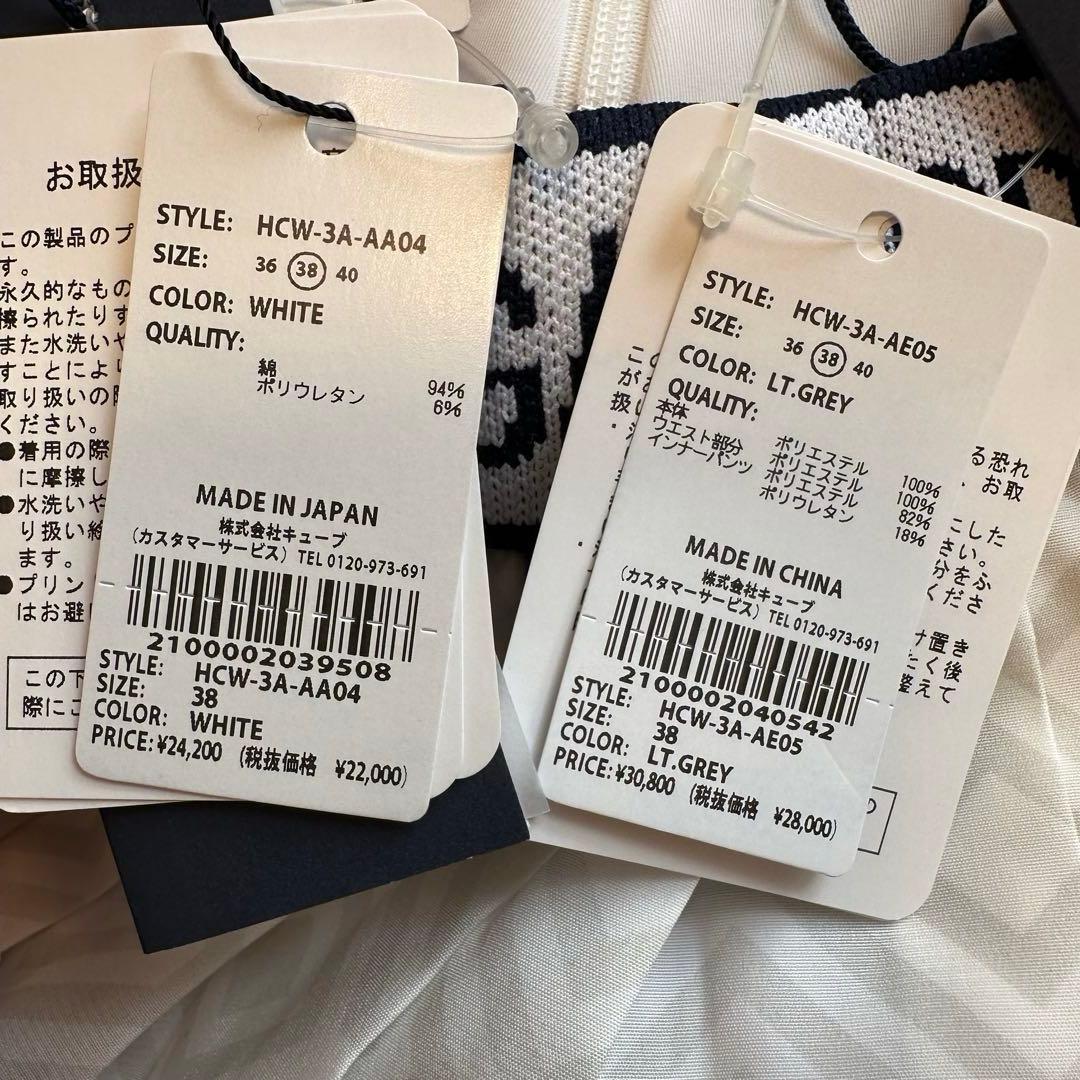 お取扱
この製品のプ
す。
永久的なもの
擦られたりす
また水洗いや
すことにより
取り扱いの際
ください。
●着用の際
に摩擦し
●水洗いや
り扱い
ます。
●プリン
はお避
この下
際にこ
STYLE: HCW-3A-AA04
SIZE: 36 38 40
COLOR: WHITE
QUALITY:
綿 94%
ポリウレタン 6%
MADE IN JAPAN
株式会社キューブ
(カスタマーサービス) TEL 0120-973-691
2100002039508
STYLE: HCW-3A-AA04
SIZE: 38
COLOR: WHITE
PRICE: ¥24,200 (税抜価格 ¥22,000)
STYLE: HCW-3A-AE05
SIZE: 36 38 40
COLOR: LT.GREY
QUALITY:
本体 ポリエステル 100%
ウエスト部分 ポリエステル 100%
インナーパンツ ポリエステル 82%
ポリウレタン 18%
MADE IN CHINA
株式会社キューブ
(カスタマーサービス) TEL 0120-973-691
2100002040542
STYLE: HCW-3A-AE05
SIZE: 38
COLOR: LT.GREY
PRICE: ¥30,800 (税抜価格 ¥28,000)
る恐れ
お取
こした
さい。
分をふ
くださ
け置き
たく後
整えて